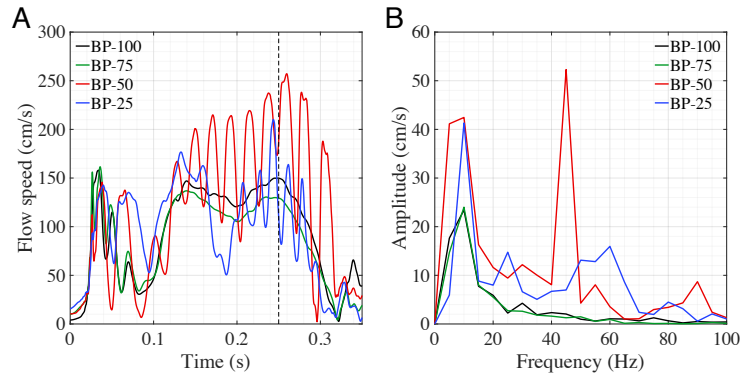 A
Flow speed (cm/s)
300
250
200
150
100
50
0
BP-100
BP-75
BP-50
BP-25
0
0.1
0.2
0.3
Time (s)
B
Amplitude (cm/s)
60
50
40
30
20
10
0
BP-100
BP-75
BP-50
BP-25
0
20
40
60
80
100
Frequency (Hz)